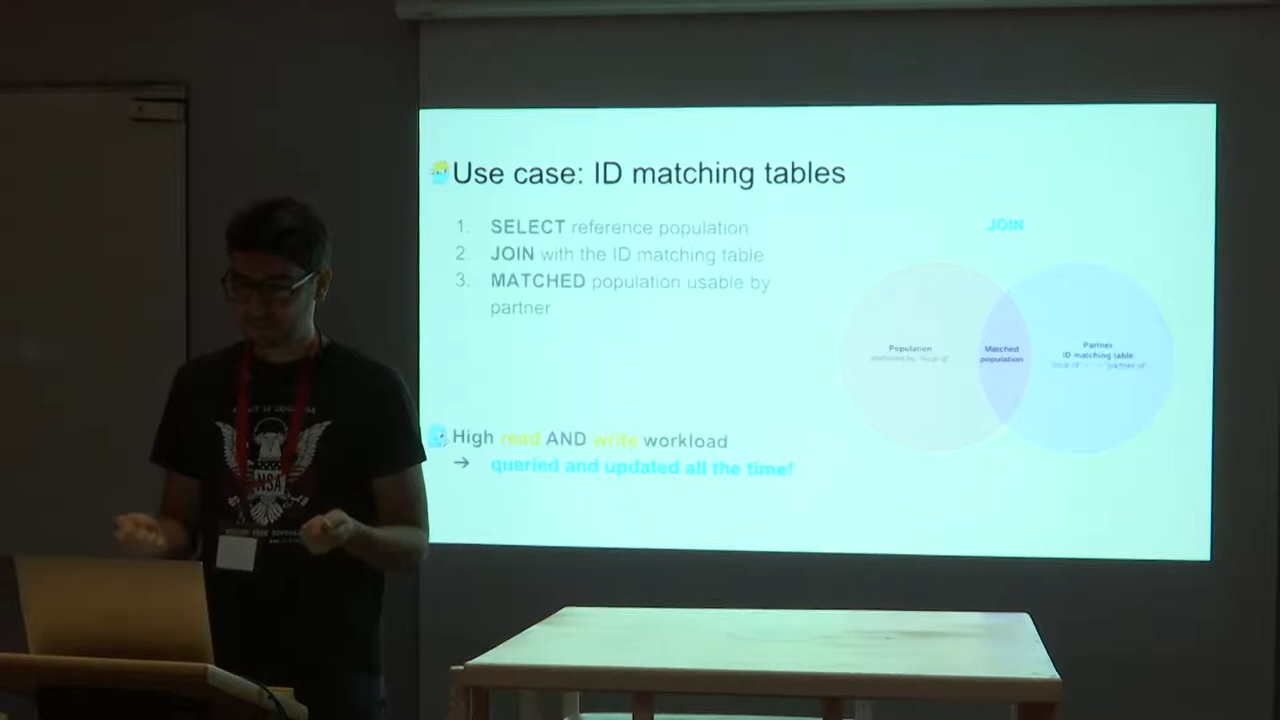 Use case: ID matching tables
1. SELECT reference population
2. JOIN with the ID matching table
3. MATCHED population usable by
partner
JOIN
Population
Matched
population
Partner
ID matching table
High read AND write workload
→ queried and updated all the time!
NSA